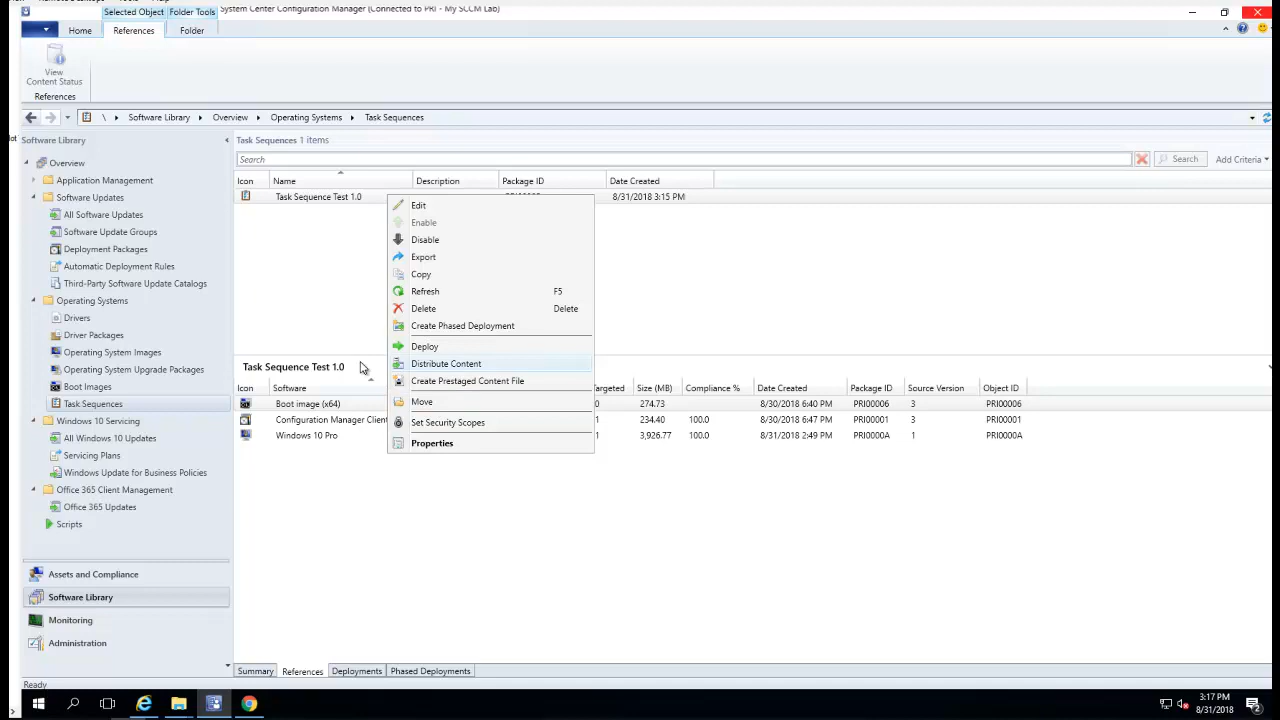 Selected Object Folder Tools System Center Configuration Manager (Connected to PRI - My SCCM Lab)
Home References Folder
View
Content Status
References
\ Software Library Overview Operating Systems Task Sequences
Software Library
Task Sequences 1 items
Search Search Add Criteria
Icon Name Description Package ID Date Created
Task Sequence Test 1.0 8/31/2018 3:15 PM
Overview
Application Management
Software Updates
All Software Updates
Software Update Groups
Deployment Packages
Automatic Deployment Rules
Third-Party Software Update Catalogs
Operating Systems
Drivers
Driver Packages
Operating System Images
Operating System Upgrade Packages
Boot Images
Task Sequences
Windows 10 Servicing
All Windows 10 Updates
Servicing Plans
Windows Update for Business Policies
Office 365 Client Management
Office 365 Updates
Scripts
Assets and Compliance
Software Library
Monitoring
Administration
Edit
Enable
Disable
Export
Copy
Refresh F5
Delete Delete
Create Phased Deployment
Deploy
Distribute Content
Create Prestaged Content File
Move
Set Security Scopes
Properties
Task Sequence Test 1.0
Icon Software Targeted Size (MB) Compliance % Date Created Package ID Source Version Object ID
Boot image (x64) 0 274.73 8/30/2018 6:40 PM PRI00006 3 PRI00006
Configuration Manager Client 1 234.40 100.0 8/30/2018 6:47 PM PRI00001 3 PRI00001
Windows 10 Pro 1 3,926.77 100.0 8/31/2018 2:49 PM PRI0000A 1 PRI0000A
Summary References Deployments Phased Deployments
Ready
3:17 PM
8/31/2018
2